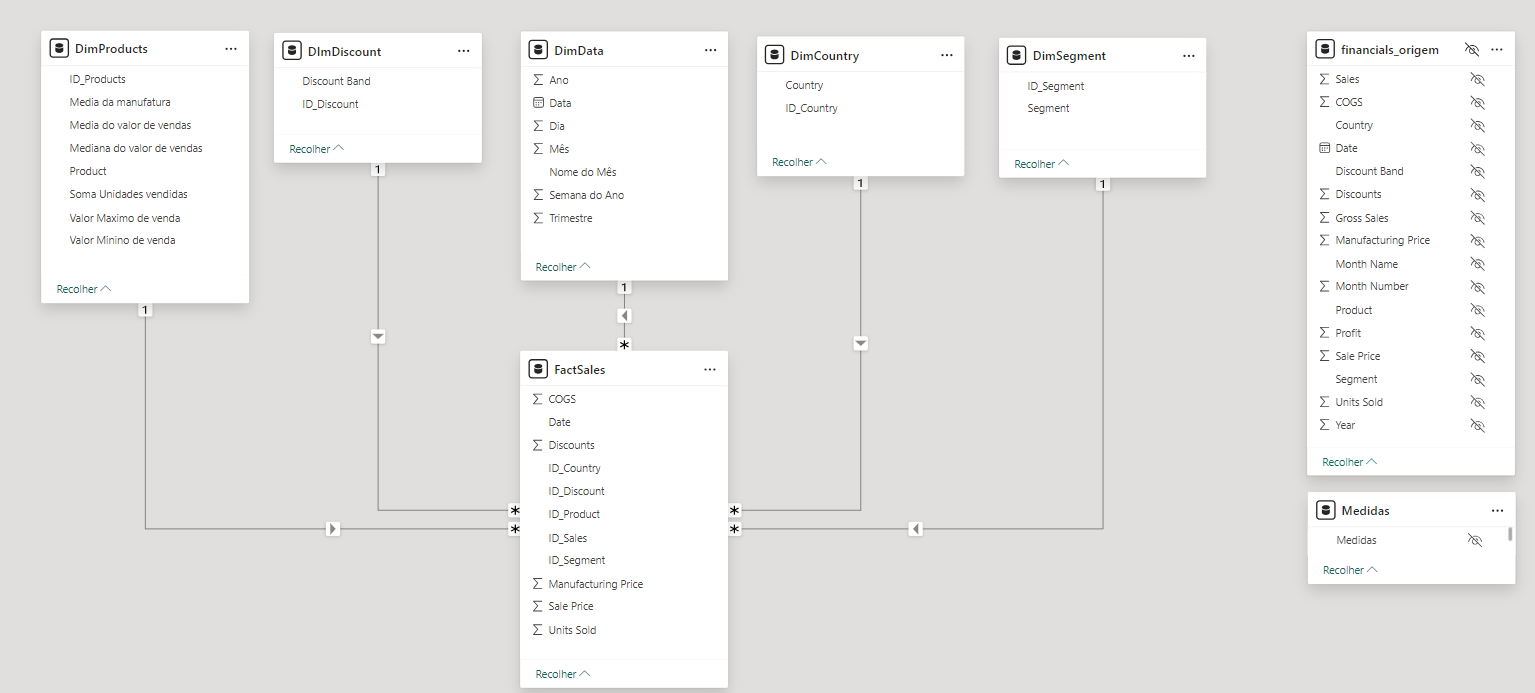 DimProducts
ID_Products
Media da manufatura
Media do valor de vendas
Mediana do valor de vendas
Product
Soma Unidades vendidas
Valor Maximo de venda
Valor Minino de venda
Recolher
1
DImDiscount
Discount Band
ID_Discount
Recolher
1
DimData
Ano
Data
Dia
Mês
Nome do Mês
Semana do Ano
Trimestre
Recolher
1
*
DimCountry
Country
ID_Country
Recolher
1
DimSegment
ID_Segment
Segment
Recolher
1
FactSales
COGS
Date
Discounts
ID_Country
ID_Discount
ID_Product
ID_Sales
ID_Segment
Manufacturing Price
Sale Price
Units Sold
Recolher
*
*
*
*
financials_origem
Sales
COGS
Country
Date
Discount Band
Discounts
Gross Sales
Manufacturing Price
Month Name
Month Number
Product
Profit
Sale Price
Segment
Units Sold
Year
Recolher
Medidas
Medidas
Recolher